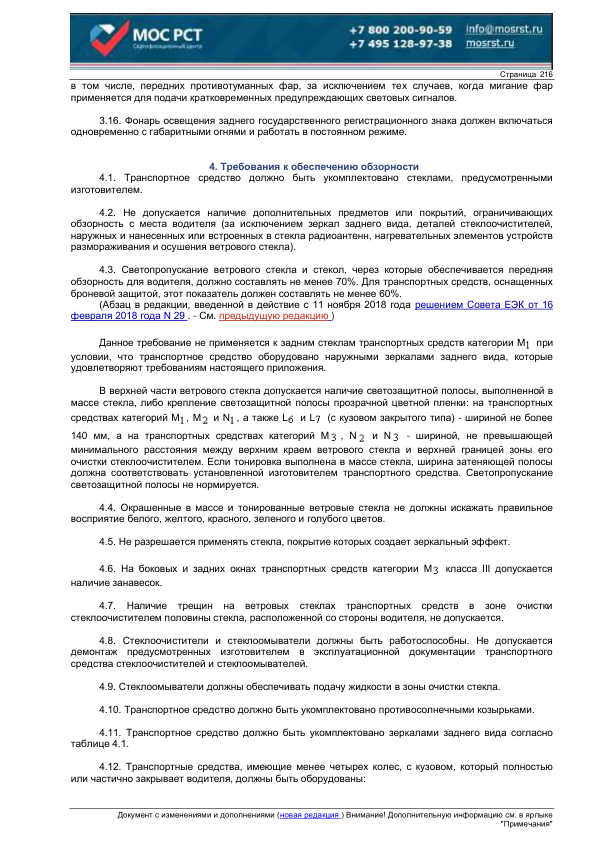 МОС РСТ
Сертификационный центр
+7 800 200-90-59
info@mosrst.ru
+7 495 128-97-38
mosrst.ru
Страница 216
в том числе, передних противотуманных фар, за исключением тех случаев, когда мигание фар
применяется для подачи кратковременных предупреждающих световых сигналов.
3.16. Фонарь освещения заднего государственного регистрационного знака должен включаться
одновременно с габаритными огнями и работать в постоянном режиме.
4. Требования к обеспечению обзорности
4.1. Транспортное средство должно быть укомплектовано стеклами, предусмотренными
изготовителем.
4.2. Не допускается наличие дополнительных предметов или покрытий, ограничивающих
обзорность с места водителя (за исключением зеркал заднего вида, деталей стеклоочистителей,
наружных и нанесенных или встроенных в стекла радиоантенн, нагревательных элементов устройств
размораживания и осушения ветрового стекла).
4.3. Светопропускание ветрового стекла и стекол, через которые обеспечивается передняя
обзорность для водителя, должно составлять не менее 70%. Для транспортных средств, оснащенных
броневой защитой, этот показатель должен составлять не менее 60%.
(Абзац в редакции, введенной в действие с 11 ноября 2018 года решением Совета ЕЭК от 16
февраля 2018 года N 29 . - См. предыдущую редакцию )
Данное требование не применяется к задним стеклам транспортных средств категории M1 при
условии, что транспортное средство оборудовано наружными зеркалами заднего вида, которые
удовлетворяют требованиям настоящего приложения.
В верхней части ветрового стекла допускается наличие светозащитной полосы, выполненной в
массе стекла, либо крепление светозащитной полосы прозрачной цветной пленки: на транспортных
средствах категорий M1 , M2 и N1 , а также L6 и L7 (с кузовом закрытого типа) - шириной не более
140 мм, а на транспортных средствах категорий M3 , N2 и N3 - шириной, не превышающей
минимального расстояния между верхним краем ветрового стекла и верхней границей зоны его
очистки стеклоочистителем. Если тонировка выполнена в массе стекла, ширина затеняющей полосы
должна соответствовать установленной изготовителем транспортного средства. Светопропускание
светозащитной полосы не нормируется.
4.4. Окрашенные в массе и тонированные ветровые стекла не должны искажать правильное
восприятие белого, желтого, красного, зеленого и голубого цветов.
4.5. Не разрешается применять стекла, покрытие которых создает зеркальный эффект.
4.6. На боковых и задних окнах транспортных средств категории M3 класса III допускается
наличие занавесок.
4.7. Наличие трещин на ветровых стеклах транспортных средств в зоне очистки
стеклоочистителем половины стекла, расположенной со стороны водителя, не допускается.
4.8. Стеклоочистители и стеклоомыватели должны быть работоспособны. Не допускается
демонтаж предусмотренных изготовителем в эксплуатационной документации транспортного
средства стеклоочистителей и стеклоомывателей.
4.9. Стеклоомыватели должны обеспечивать подачу жидкости в зоны очистки стекла.
4.10. Транспортное средство должно быть укомплектовано противосолнечными козырьками.
4.11. Транспортное средство должно быть укомплектовано зеркалами заднего вида согласно
таблице 4.1.
4.12. Транспортные средства, имеющие менее четырех колес, с кузовом, который полностью
или частично закрывает водителя, должны быть оборудованы:
Документ с изменениями и дополнениями (новая редакция ) Внимание! Дополнительную информацию см. в ярлыке
"Примечания"